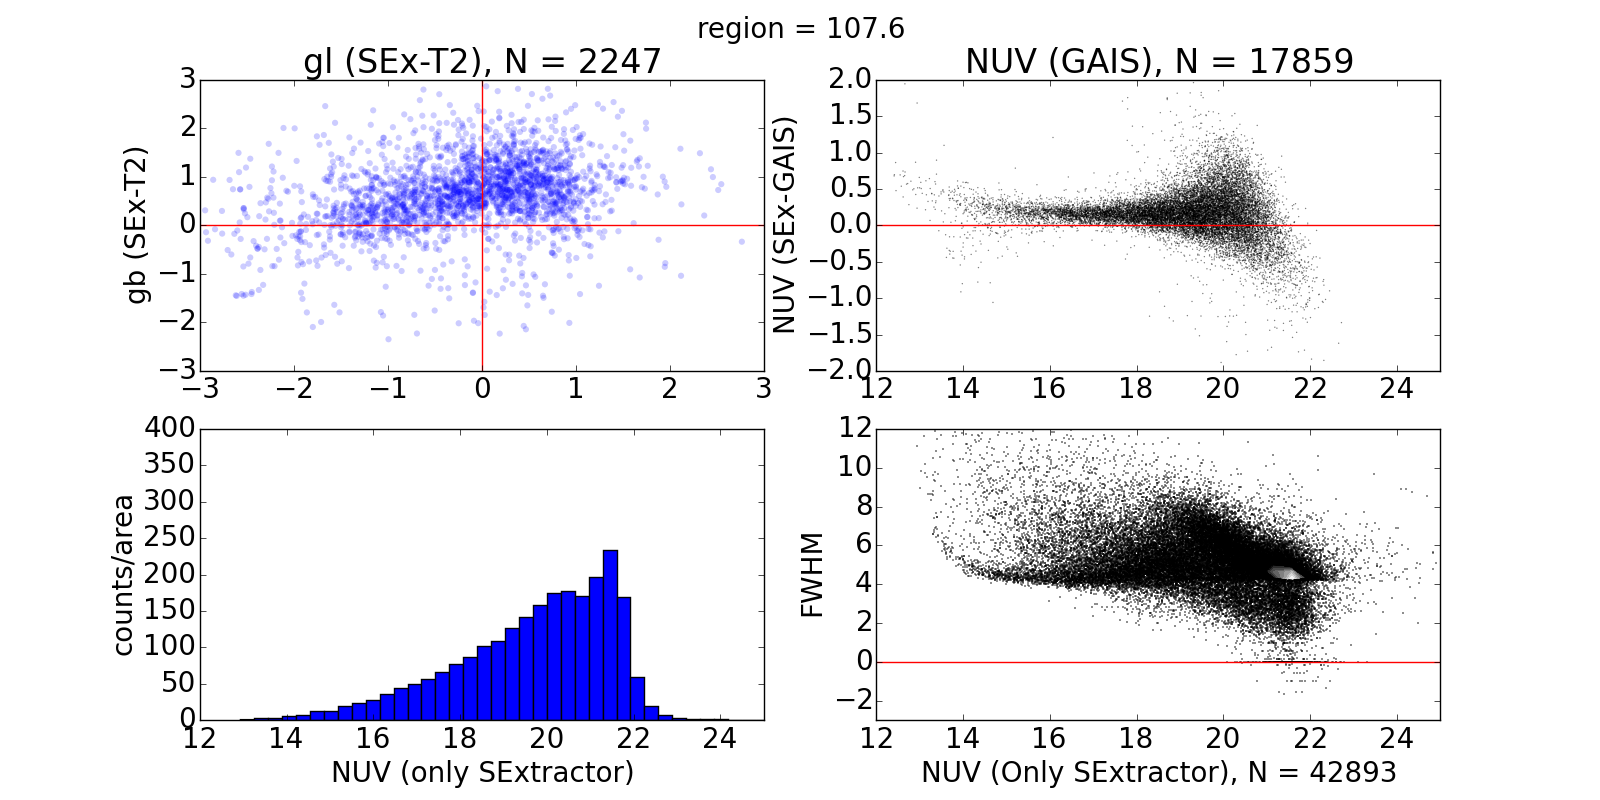 region = 107.6
gl (SEx-T2), N = 2247
NUV (GAIS), N = 17859
gb (SEx-T2)
3
2
1
0
−1
−2
−3
−3 −2 −1 0 1 2 3
NUV (SEx-GAIS)
2.0
1.5
1.0
0.5
0.0
−0.5
−1.0
−1.5
−2.0
12 14 16 18 20 22 24
counts/area
400
350
300
250
200
150
100
50
0
12 14 16 18 20 22 24
NUV (only SExtractor)
FWHM
12
10
8
6
4
2
0
−2
12 14 16 18 20 22 24
NUV (Only SExtractor), N = 42893